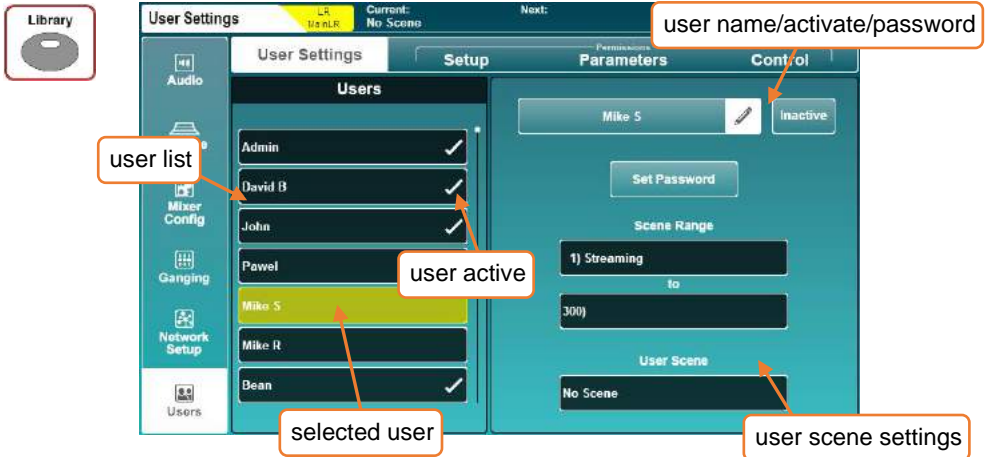 Library
User Settings
LR
MainLR
Current:
No Scene
Next:
user name/activate/password
Audio
User Settings
Setup
Permissions
Parameters
Control
Users
Mike S
Inactive
Admin
user list
David B
Set Password
Mixer
Config
John
Scene Range
Pawel
user active
1) Streaming
Ganging
to
Mike S
300)
Network
Setup
Mike R
User Scene
Bean
No Scene
Users
selected user
user scene settings